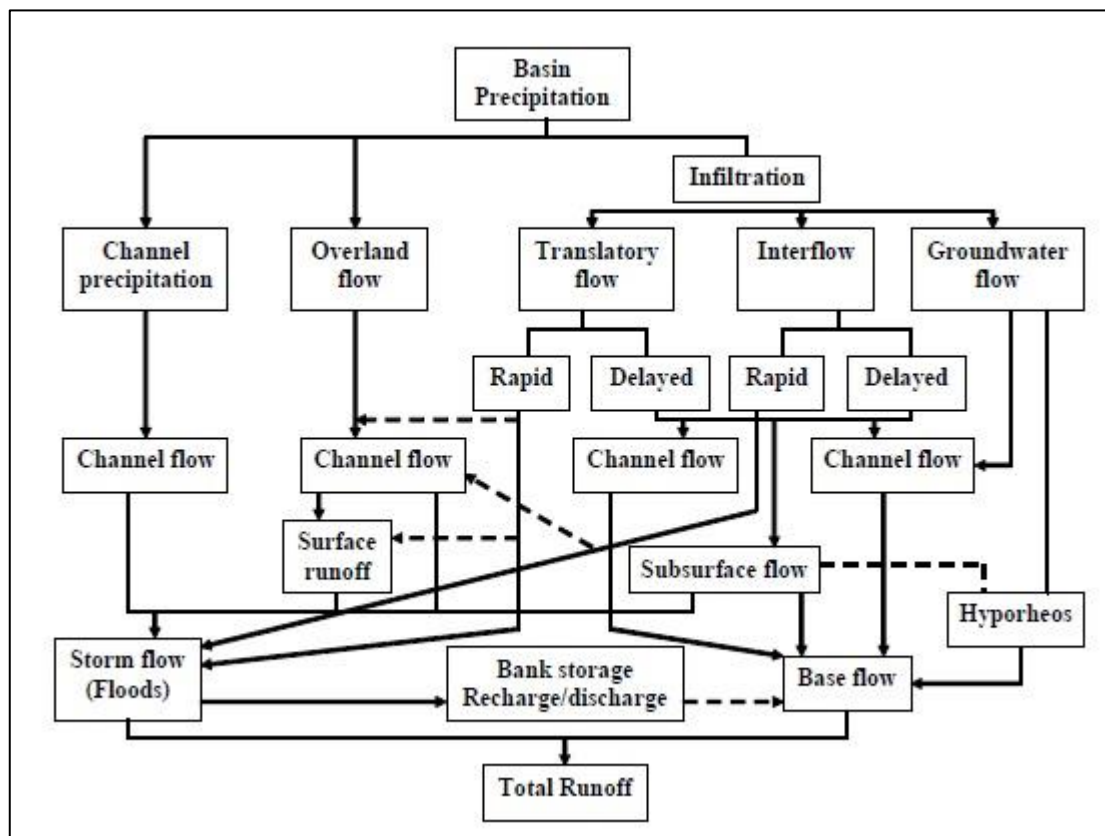 Basin
Precipitation
Infiltration
Channel
precipitation
Overland
flow
Translatory
flow
Interflow
Groundwater
flow
Rapid
Delayed
Rapid
Delayed
Channel flow
Channel flow
Channel flow
Channel flow
Surface
runoff
Subsurface flow
Hyporheos
Storm flow
(Floods)
Bank storage
Recharge/discharge
Base flow
Total Runoff